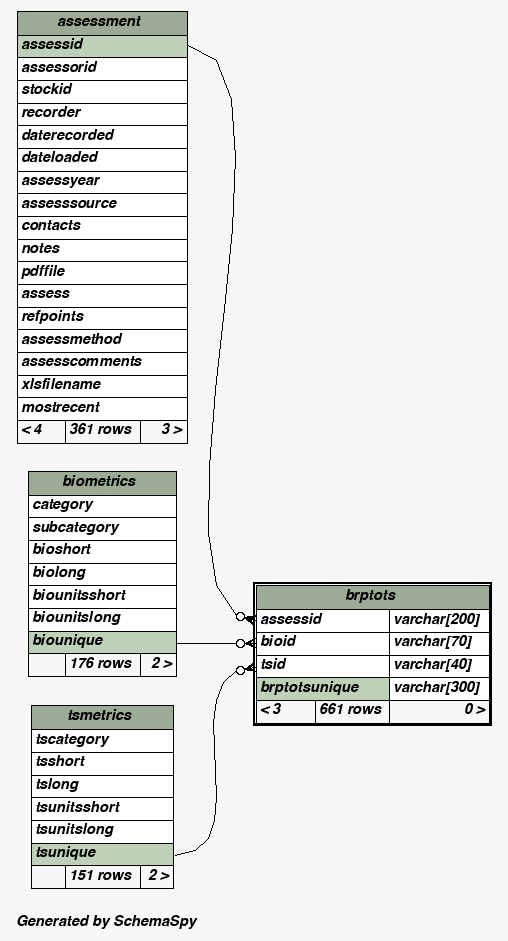 assessment
assessid
assessorid
stockid
recorder
daterecorded
dateloaded
assessyear
assesssource
contacts
notes
pdffile
assess
refpoints
assessmethod
assesscomments
xlsfilename
mostrecent
< 4 361 rows 3 >
biometrics
category
subcategory
bioshort
biolong
biounitsshort
biounitslong
biounique
176 rows 2 >
brptots
assessid varchar[200]
bioid varchar[70]
tsid varchar[40]
brptotsunique varchar[300]
< 3 661 rows 0 >
tsmetrics
tscategory
tsshort
tslong
tsunitsshort
tsunitslong
tsunique
151 rows 2 >
Generated by SchemaSpy